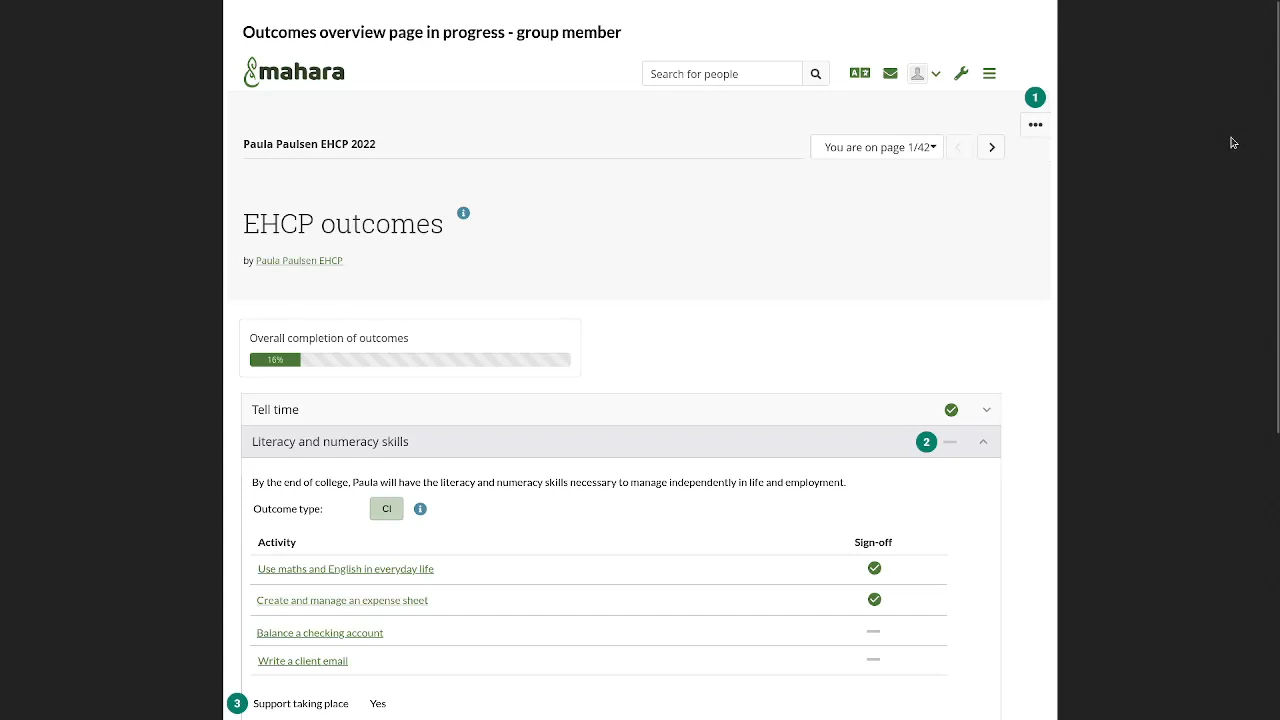 Outcomes overview page in progress - group member
mahara
Search for people
1
Paula Paulsen EHCP 2022
You are on page 1/42
EHCP outcomes
by Paula Paulsen EHCP
Overall completion of outcomes
16%
Tell time
Literacy and numeracy skills
2
By the end of college, Paula will have the literacy and numeracy skills necessary to manage independently in life and employment.
Outcome type: CI
Activity Sign-off
Use maths and English in everyday life
Create and manage an expense sheet
Balance a checking account
Write a client email
3 Support taking place Yes